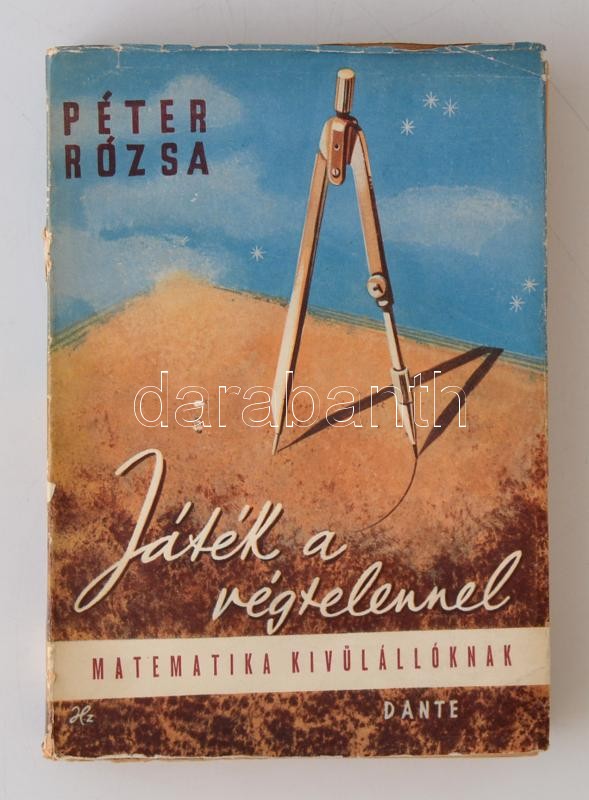 PÉTER
RÓZSA
darabanth
Játék a
végtelennel
MATEMATIKA KIVÜLÁLLÓKNAK
Hz
DANTE